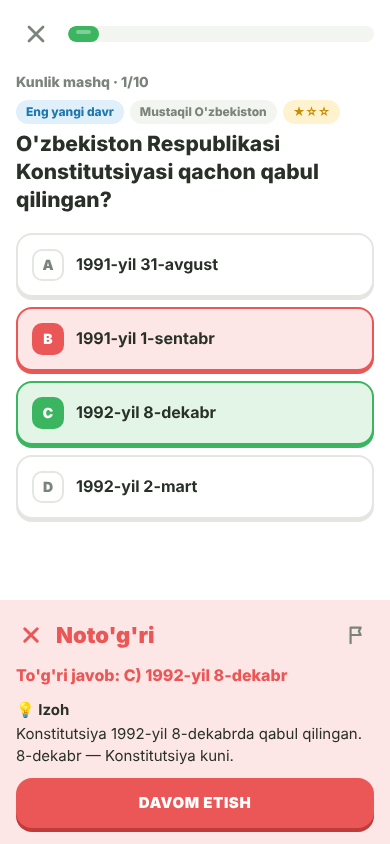 Kunlik mashq · 1/10
Eng yangi davr Mustaqil O'zbekiston ★☆☆
O'zbekiston Respublikasi
Konstitutsiyasi qachon qabul
qilingan?
A 1991-yil 31-avgust
B 1991-yil 1-sentabr
C 1992-yil 8-dekabr
D 1992-yil 2-mart
Noto'g'ri
To'g'ri javob: C) 1992-yil 8-dekabr
💡 Izoh
Konstitutsiya 1992-yil 8-dekabrda qabul qilingan.
8-dekabr — Konstitutsiya kuni.
DAVOM ETISH